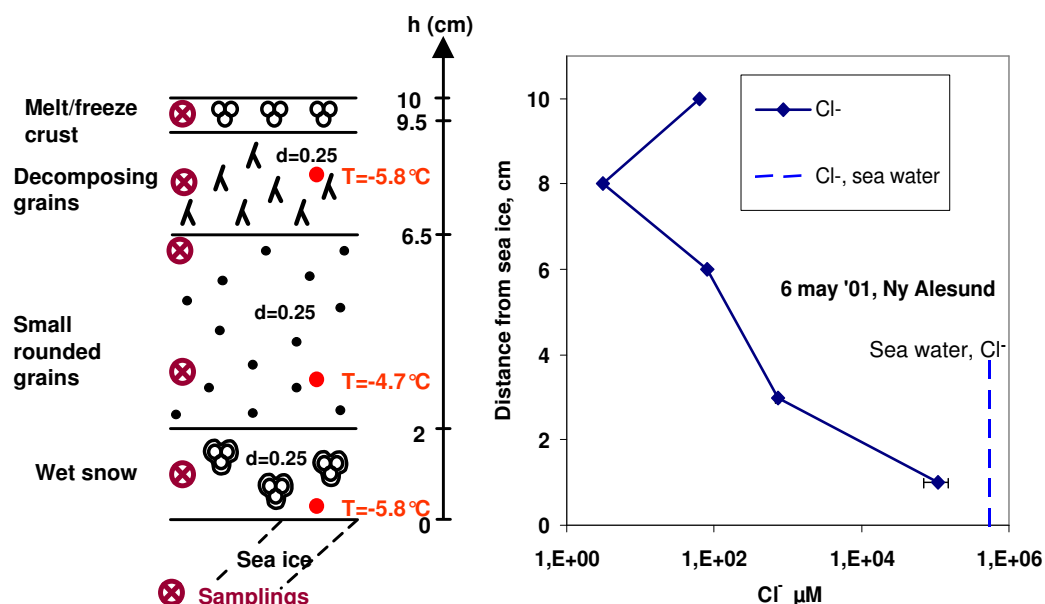 h (cm)
Melt/freeze
crust
10
9.5
d=0.25
T=-5.8°C
Decomposing
grains
6.5
d=0.25
Small
rounded
grains
T=-4.7°C
2
Wet snow
d=0.25
T=-5.8°C
0
Sea ice
Samplings
Distance from sea ice, cm
10
8
6
4
2
0
Cl-
Cl-, sea water
6 may '01, Ny Alesund
Sea water, Cl-
1,E+00 1,E+02 1,E+04 1,E+06
Cl- µM